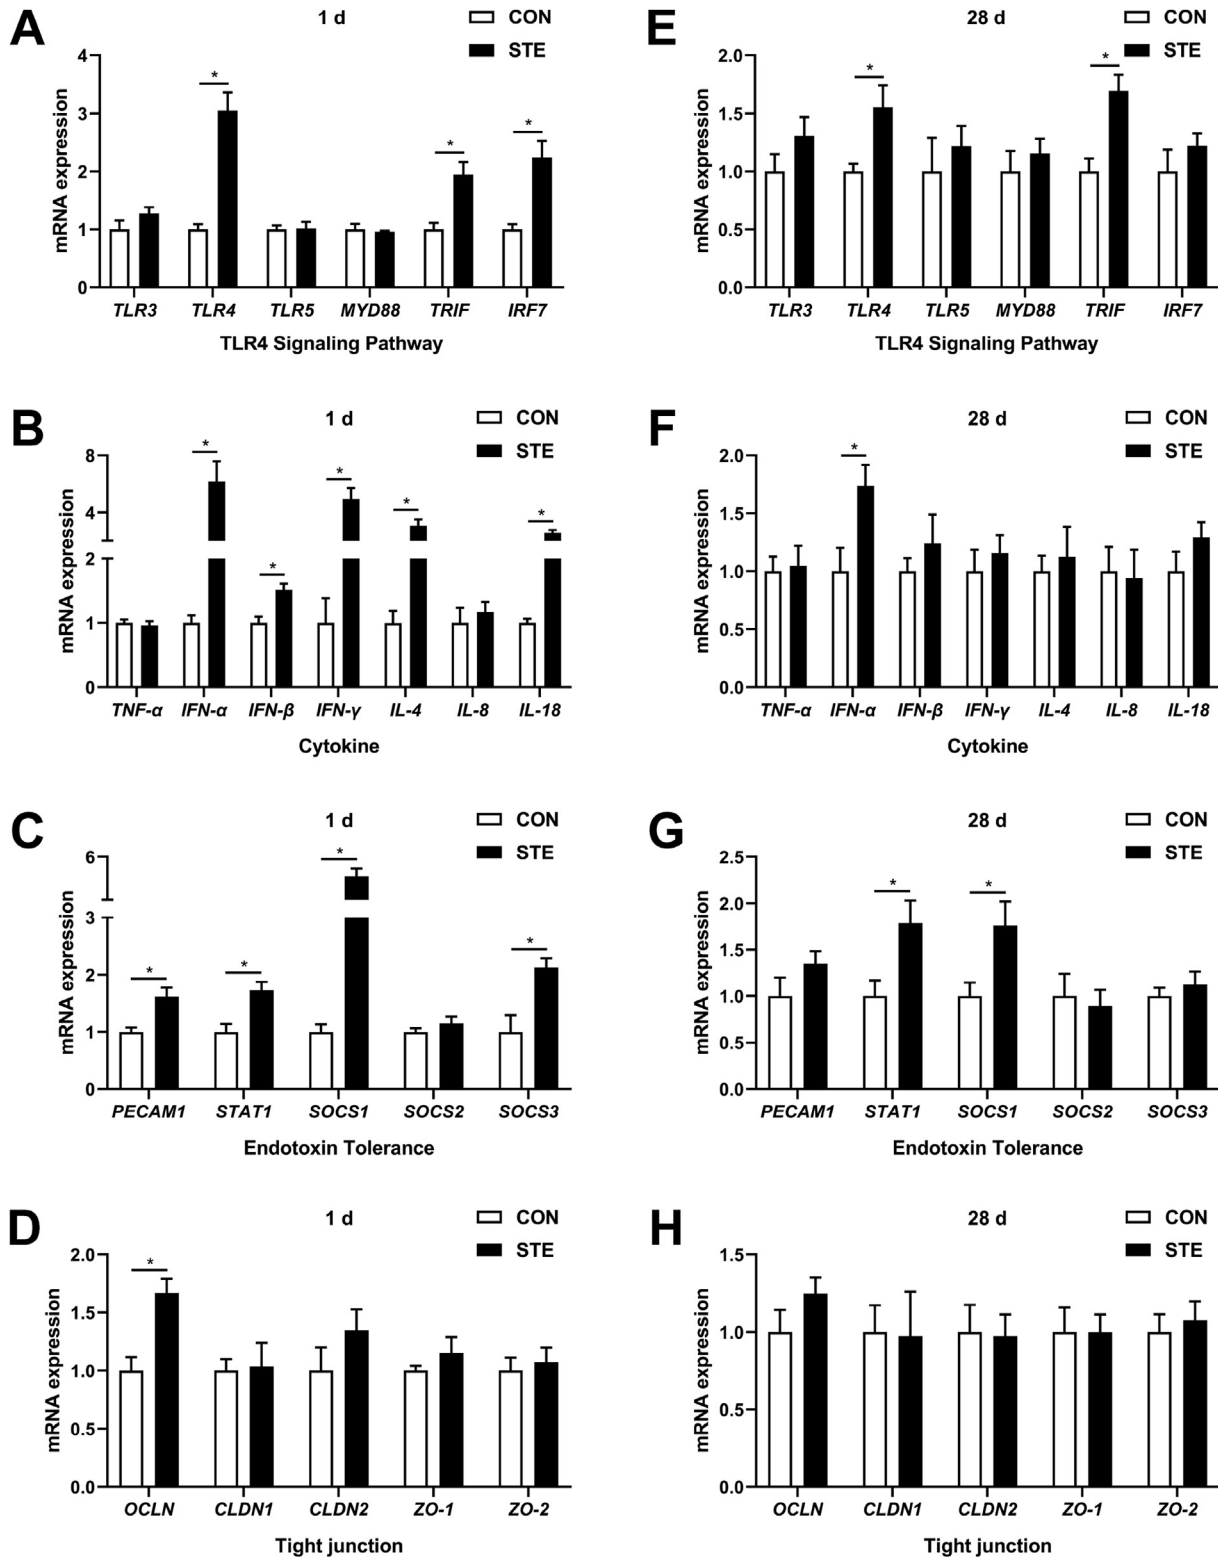 A
1 d
CON
STE
mRNA expression
4
3
2
1
0
*
*
*
TLR3 TLR4 TLR5 MYD88 TRIF IRF7
TLR4 Signaling Pathway
E
28 d
CON
STE
mRNA expression
2.0
1.5
1.0
0.5
0.0
*
*
TLR3 TLR4 TLR5 MYD88 TRIF IRF7
TLR4 Signaling Pathway
B
1 d
CON
STE
mRNA expression
8
4
2
1
0
*
*
*
*
*
TNF-α IFN-α IFN-β IFN-γ IL-4 IL-8 IL-18
Cytokine
F
28 d
CON
STE
mRNA expression
2.0
1.5
1.0
0.5
0.0
*
TNF-α IFN-α IFN-β IFN-γ IL-4 IL-8 IL-18
Cytokine
C
1 d
CON
STE
mRNA expression
6
3
2
1
0
*
*
*
*
PECAM1 STAT1 SOCS1 SOCS2 SOCS3
Endotoxin Tolerance
G
28 d
CON
STE
mRNA expression
2.5
2.0
1.5
1.0
0.5
0.0
*
*
PECAM1 STAT1 SOCS1 SOCS2 SOCS3
Endotoxin Tolerance
D
1 d
CON
STE
mRNA expression
2.0
1.5
1.0
0.5
0.0
*
OCLN CLDN1 CLDN2 ZO-1 ZO-2
Tight junction
H
28 d
CON
STE
mRNA expression
1.5
1.0
0.5
0.0
OCLN CLDN1 CLDN2 ZO-1 ZO-2
Tight junction